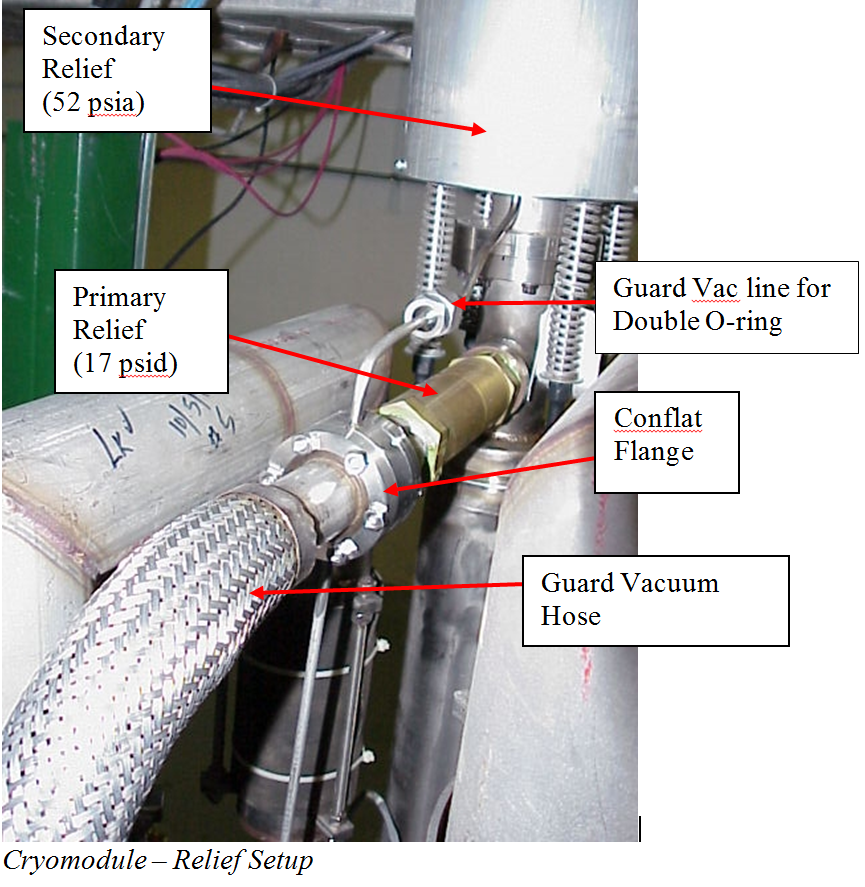 Secondary
Relief
(52 psia)
Primary
Relief
(17 psid)
Guard Vac line for
Double O-ring
Conflat
Flange
Guard Vacuum
Hose
LKV
Cryomodule – Relief Setup